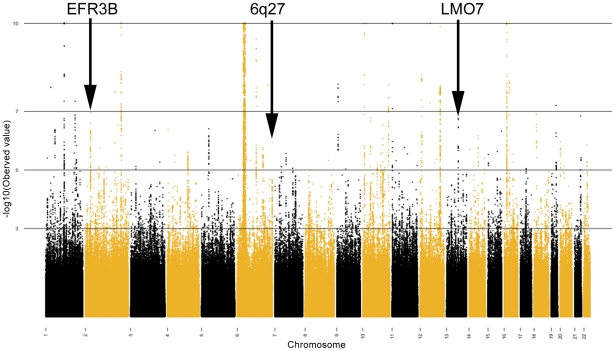 EFR3B 6q27 LMO7
10
7
5
3
-log10(Oberved value)
1 2 3 4 5 6 7 8 9 10 11 12 13 14 15 16 17 18 19 20 21 22
Chromosome